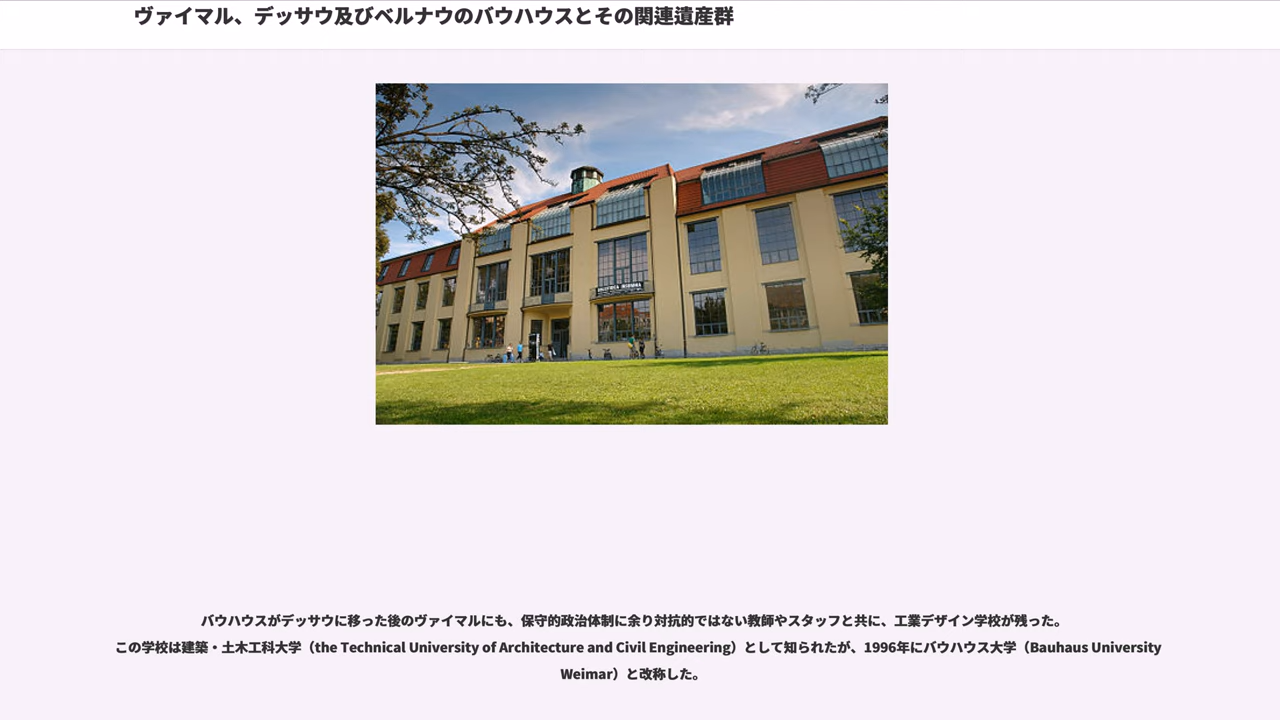 ヴァイマル、デッサウ及びベルナウのバウハウスとその関連遺産群
バウハウスがデッサウに移った後のヴァイマルにも、保守的政治体制に余り対抗的ではない教師やスタッフと共に、工業デザイン学校が残った。
この学校は建築・土木工科大学（the Technical University of Architecture and Civil Engineering）として知られたが、1996年にバウハウス大学（Bauhaus University
Weimar）と改称した。